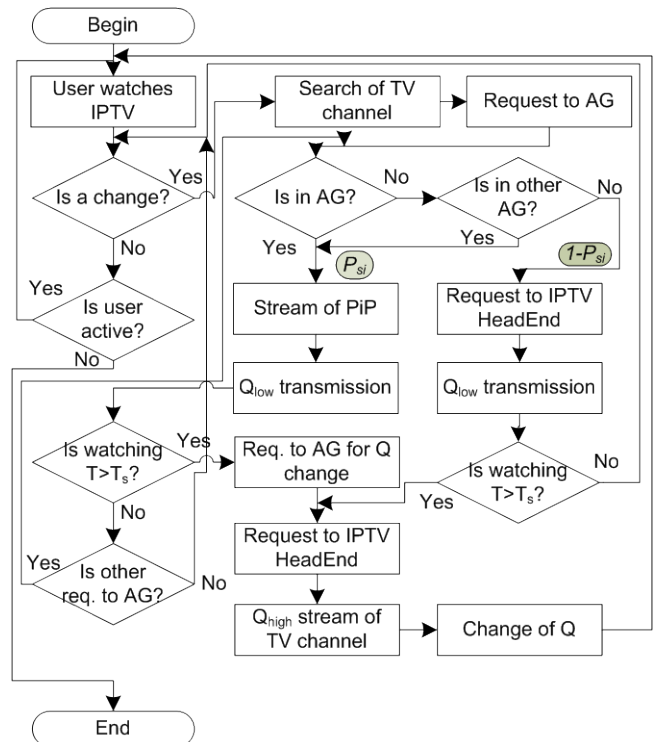 Begin
User watches
IPTV
Search of TV
channel
Request to AG
Is a change?
Yes
Is in AG?
No
Is in other
AG?
No
No
Yes
Yes
Psi
1-Psi
Yes
Is user
active?
No
Stream of PiP
Request to IPTV
HeadEnd
Qlow transmission
Qlow transmission
Is watching
T>Ts?
Yes
No
Req. to AG for Q
change
Is watching
T>Ts?
No
Yes
Yes
Is other
req. to AG?
No
Request to IPTV
HeadEnd
Qhigh stream of
TV channel
Change of Q
End